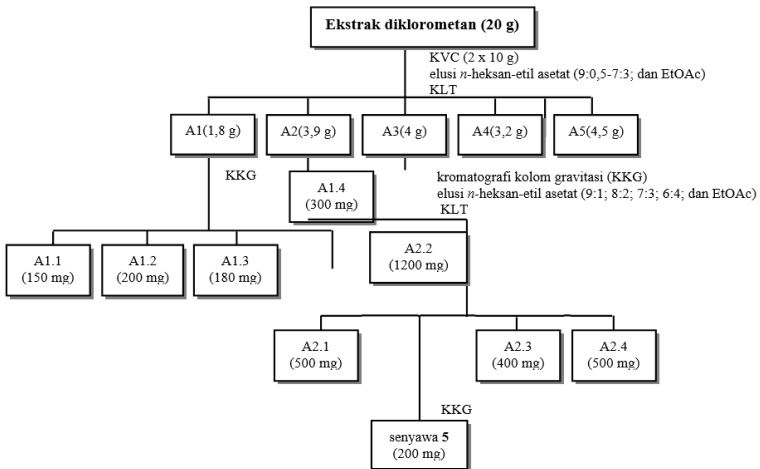 Ekstrak diklorometan (20 g)
KVC (2 x 10 g)
elusi n-heksan-etil asetat (9:0,5-7:3; dan EtOAc)
KLT
A1(1,8 g)
A2(3,9 g)
A3(4 g)
A4(3,2 g)
A5(4,5 g)
KKG
kromatografi kolom gravitasi (KKG)
elusi n-heksan-etil asetat (9:1; 8:2; 7:3; 6:4; dan EtOAc)
KLT
A1.4
(300 mg)
A1.1
(150 mg)
A1.2
(200 mg)
A1.3
(180 mg)
A2.2
(1200 mg)
A2.1
(500 mg)
A2.3
(400 mg)
A2.4
(500 mg)
KKG
senyawa 5
(200 mg)